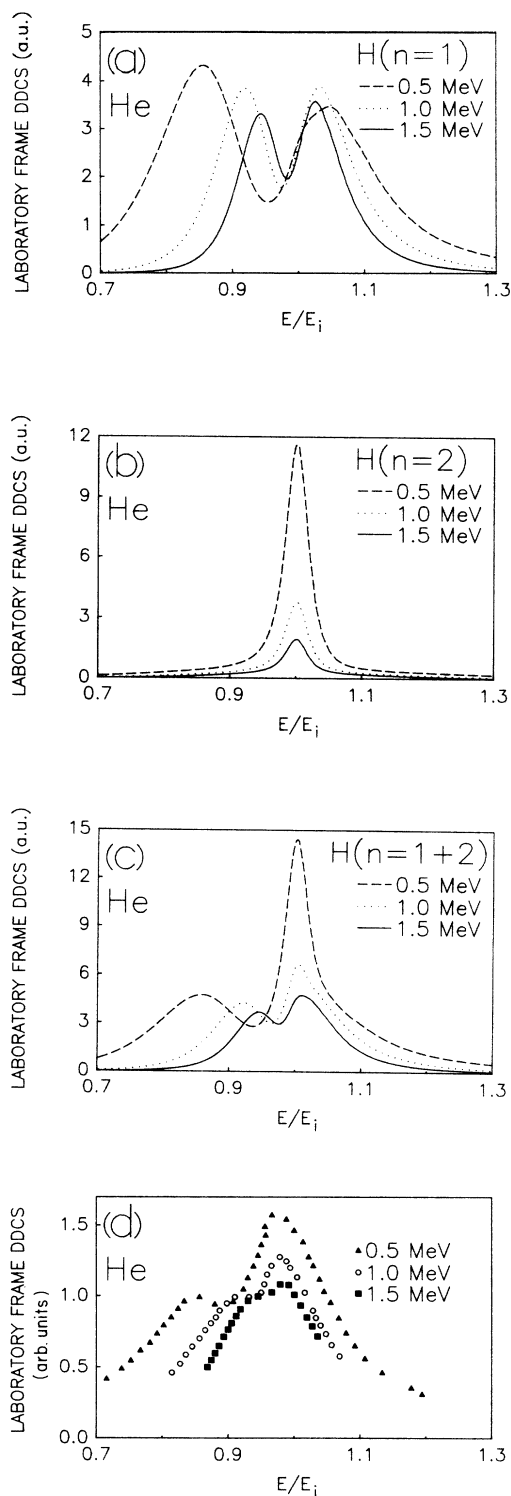 (a)
He
H(n=1)
0.5 MeV
1.0 MeV
1.5 MeV
LABORATORY FRAME DDCS (a.u.)
5
4
3
2
1
0
0.7 0.9 1.1 1.3
E/Ei
(b)
He
H(n=2)
0.5 MeV
1.0 MeV
1.5 MeV
LABORATORY FRAME DDCS (a.u.)
12
9
6
3
0
0.7 0.9 1.1 1.3
E/Ei
(c)
He
H(n=1+2)
0.5 MeV
1.0 MeV
1.5 MeV
LABORATORY FRAME DDCS (a.u.)
15
12
9
6
3
0
0.7 0.9 1.1 1.3
E/Ei
(d)
He
0.5 MeV
1.0 MeV
1.5 MeV
LABORATORY FRAME DDCS
(arb. units)
1.5
1.0
0.5
0.0
0.7 0.9 1.1 1.3
E/Ei